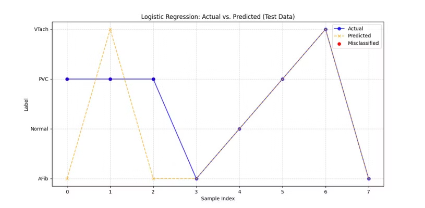 Logistic Regression: Actual vs. Predicted (Test Data)
Actual
Predicted
Misclassified
VTach
PVC
Normal
AFib
Label
0 1 2 3 4 5 6 7
Sample Index